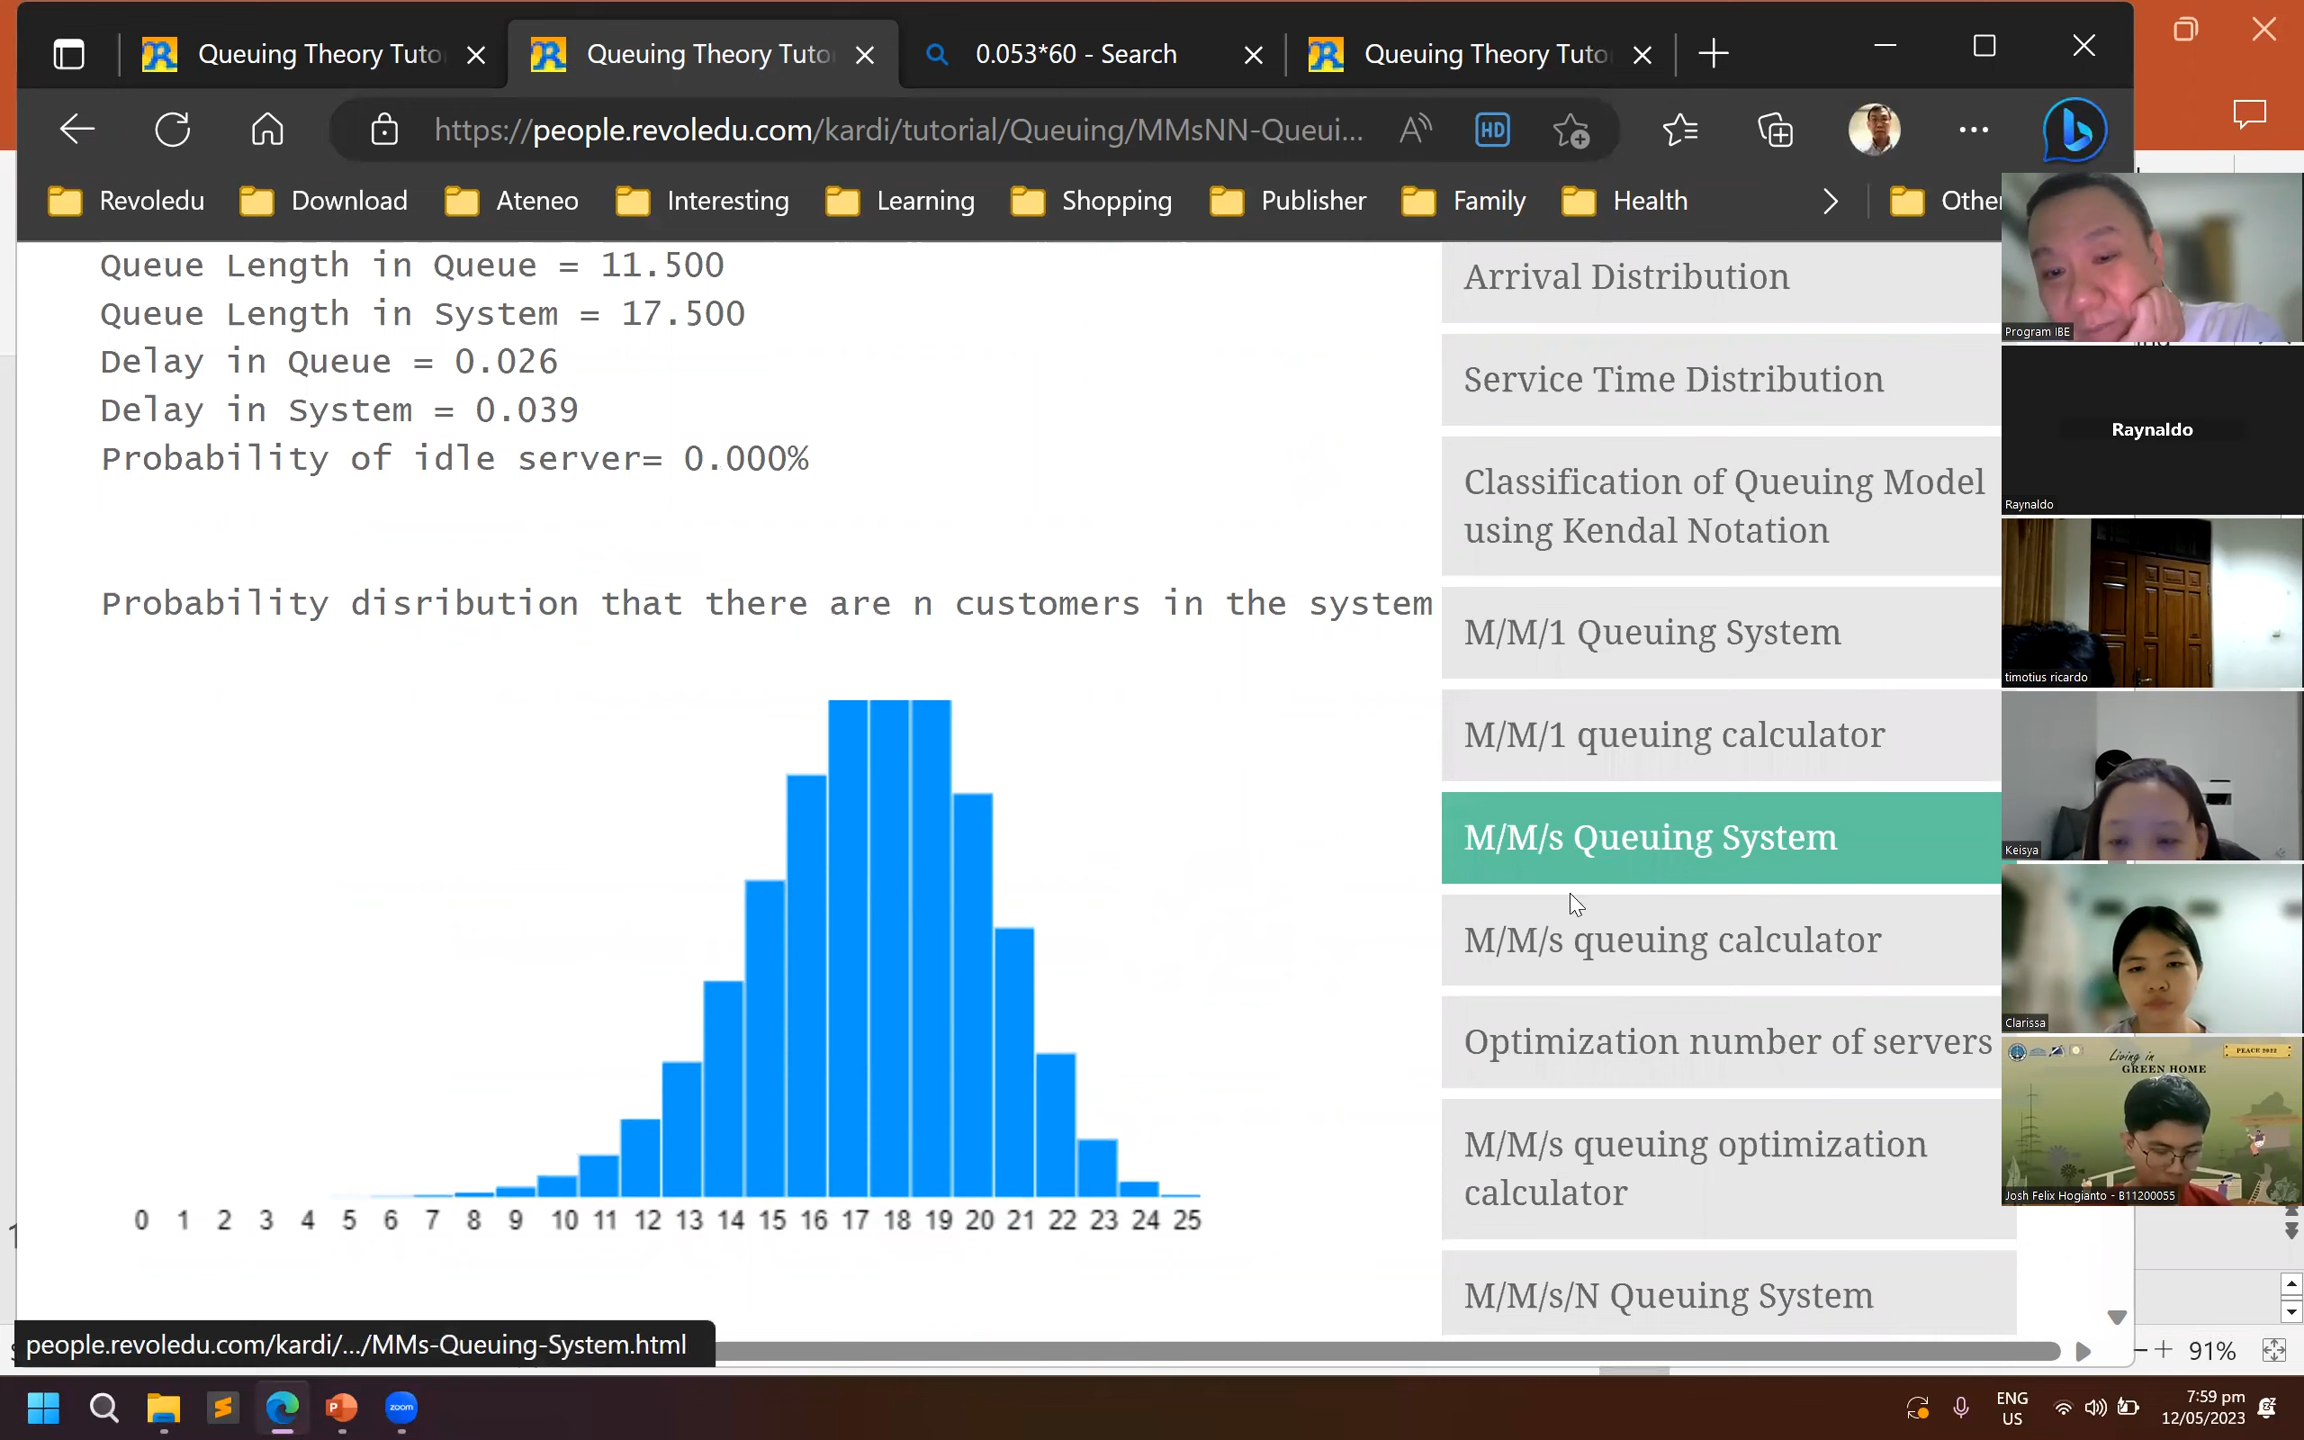 Queuing Theory Tuto
Queuing Theory Tuto
0.053*60 - Search
Queuing Theory Tuto
https://people.revoledu.com/kardi/tutorial/Queuing/MMsNN-Queui...
HD
Revoledu
Download
Ateneo
Interesting
Learning
Shopping
Publisher
Family
Health
Other
Queue Length in Queue = 11.500
Queue Length in System = 17.500
Delay in Queue = 0.026
Delay in System = 0.039
Probability of idle server= 0.000%
Probability disribution that there are n customers in the system
0 1 2 3 4 5 6 7 8 9 10 11 12 13 14 15 16 17 18 19 20 21 22 23 24 25
people.revoledu.com/kardi/.../MMs-Queuing-System.html
Arrival Distribution
Service Time Distribution
Classification of Queuing Model
using Kendal Notation
M/M/1 Queuing System
M/M/1 queuing calculator
M/M/s Queuing System
M/M/s queuing calculator
Optimization number of servers
M/M/s queuing optimization
calculator
M/M/s/N Queuing System
Program IBE
Raynaldo
Raynaldo
timotius ricardo
Keisya
Clarissa
Living in
GREEN HOME
PEACE 2022
Josh Felix Hogianto - B11200055
91%
zoom
ENG
US
7:59 pm
12/05/2023